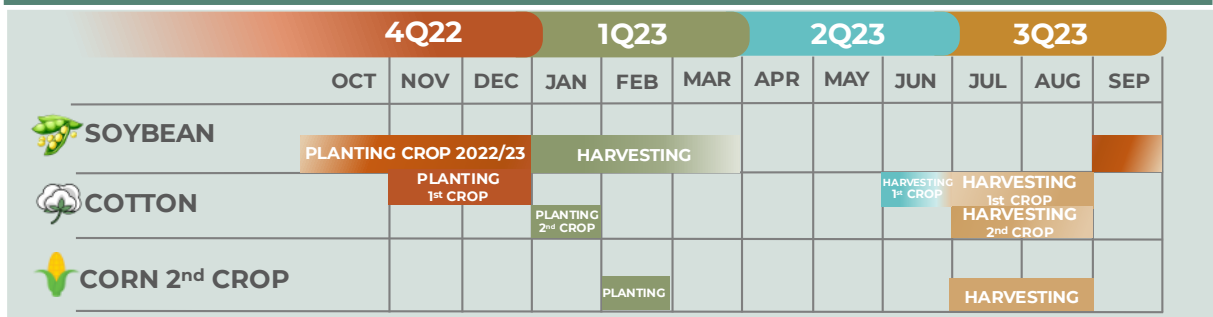 4Q22 1Q23 2Q23 3Q23
OCT NOV DEC JAN FEB MAR APR MAY JUN JUL AUG SEP
SOYBEAN
PLANTING CROP 2022/23 HARVESTING
COTTON
PLANTING
1st CROP
HARVESTING
1st CROP
HARVESTING
1st CROP
PLANTING
2nd CROP
HARVESTING
2nd CROP
CORN 2nd CROP
PLANTING HARVESTING